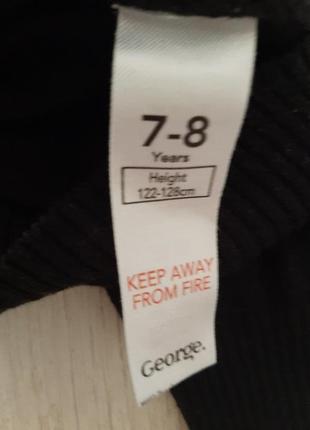 7-8
Years
Height
122-128cm
KEEP AWAY
FROM FIRE
George.